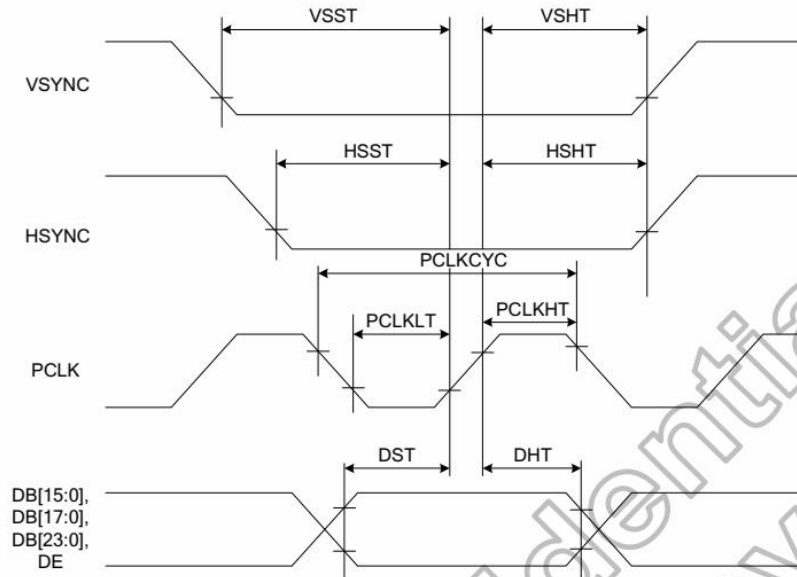 VSST
VSHT
VSYNC
HSST
HSHT
HSYNC
PCLKCYC
PCLKLT
PCLKHT
PCLK
DST
DHT
DB[15:0],
DB[17:0],
DB[23:0],
DE